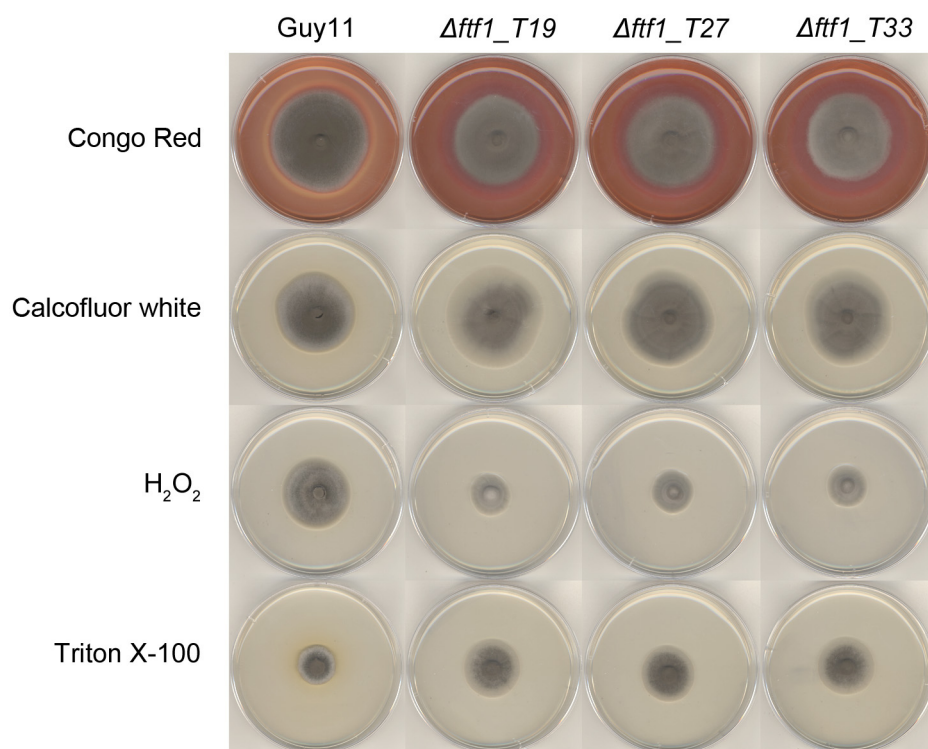 Guy11 Δftf1_T19 Δftf1_T27 Δftf1_T33
Congo Red
Calcofluor white
H₂O₂
Triton X-100